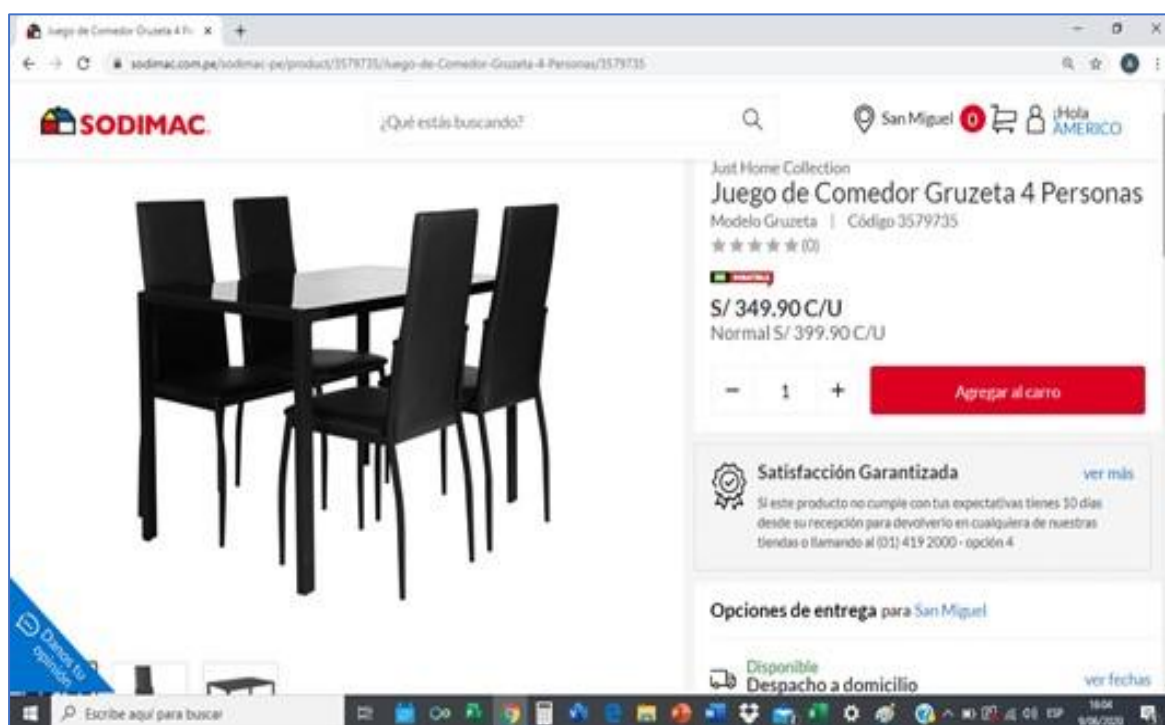 Juego de Comedor Gruzeta 4 Pe
sodimac.com.pe/sodimac-pe/product/3579735/Juego-de-Comedor-Gruzeta-4-Personas/3579735
SODIMAC
¿Qué estás buscando?
San Miguel
0
¡Hola
AMERICO
Just Home Collection
Juego de Comedor Gruzeta 4 Personas
Modelo Gruzeta | Código 3579735
(0)
S/ 349.90 C/U
Normal S/ 399.90 C/U
− 1 +
Agregar al carro
Satisfacción Garantizada
ver más
Si este producto no cumple con tus expectativas tienes 10 días
desde su recepción para devolverlo en cualquiera de nuestras
tiendas o llamando al (01) 419 2000 - opción 4
Opciones de entrega para San Miguel
Danos tu
opinión
Disponible
Despacho a domicilio
ver fechas
Escribe aquí para buscar
ESP
16:04